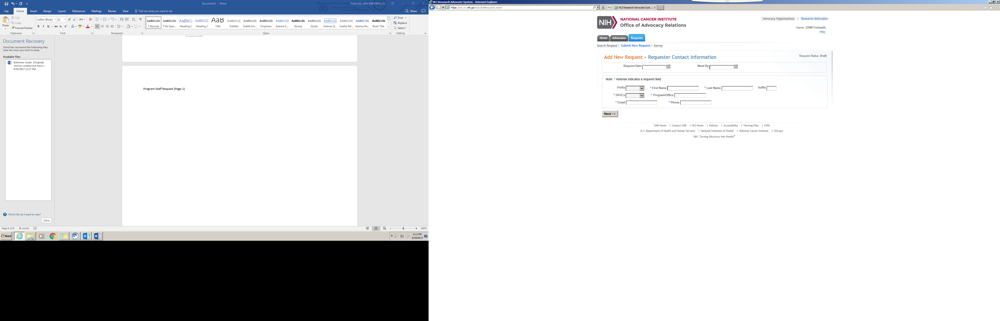 Document1 - Word
Freimuth, John (NIH/NCI) [C]
File Home Insert Design Layout References Mailings Review View Tell me what you want to do
Share
Paste
Cut
Copy
Format Painter
Clipboard
Calibri (Body) 11
Font
Paragraph
AaBbCcDc AaBbCcDc AaBbCc AaBbCcD AaB AaBbCcD AaBbCcDc AaBbCcDc AaBbCcDc AaBbCcDc AaBbCcDc AaBbCcDc AaBbCcDc AaBbCcDc AaBbCcDc
¶ Normal ¶ No Spac... Heading 1 Heading 2 Title Subtitle Subtle Em... Emphasis Intense E... Strong Quote Intense Q... Subtle Ref... Intense Re... Book Title
Styles
Find
Replace
Select
Editing
Document Recovery
Word has recovered the following files.
Save the ones you wish to keep.
Available Files
Interview Guide [Original]
Version created last time t...
9/19/2017 12:17 PM
Which file do I want to save?
Close
Program Staff Request (Page 1)
Page 6 of 6 26 words
100%
Start
4:11 PM
9/19/2017
NCI Research Advocate System - Internet Explorer
https://oar.nci.nih.gov/oar/AddRequests.action
NCI Research Advocate Syst...
NIH
NATIONAL CANCER INSTITUTE
Office of Advocacy Relations
Advocacy Organizations | Research Advocates
Name: JOHN Freimuth
Help
Home Advocates Requests
Search Request | Submit New Request | Survey
Add New Request » Requester Contact Information
Request Status: Draft
Request Date
Need By
Note: * Asterisk indicates a required field
Prefix * First Name * Last Name Suffix
* D/O/Cs * Program/Office
* Email * Phone
Next >>
OAR Home | Contact OAR | NCI Home | Policies | Accessibility | Viewing Files | FOIA
U.S. Department of Health and Human Services | National Institutes of Health | National Cancer Institute | USA.gov
NIH...Turning Discovery Into Health®